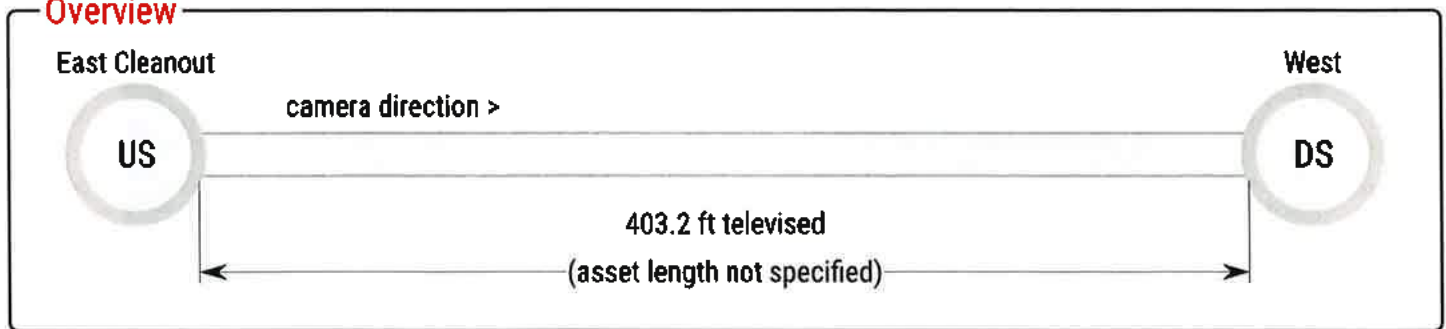 Overview
East Cleanout
West
camera direction >
US
DS
403.2 ft televised
(asset length not specified)